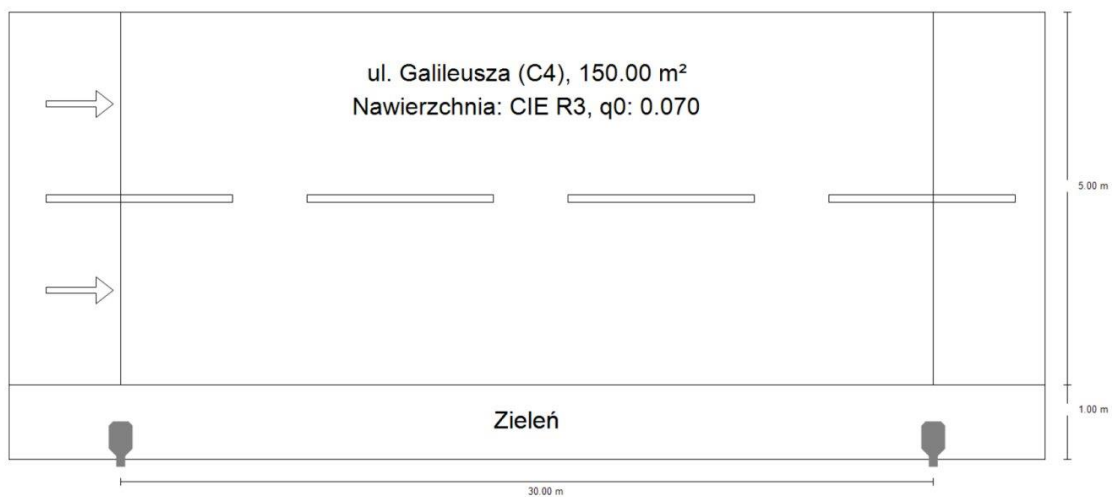 ul. Galileusza (C4), 150.00 m²
Nawierzchnia: CIE R3, q0: 0.070
5.00 m
Zieleń
1.00 m
30.00 m